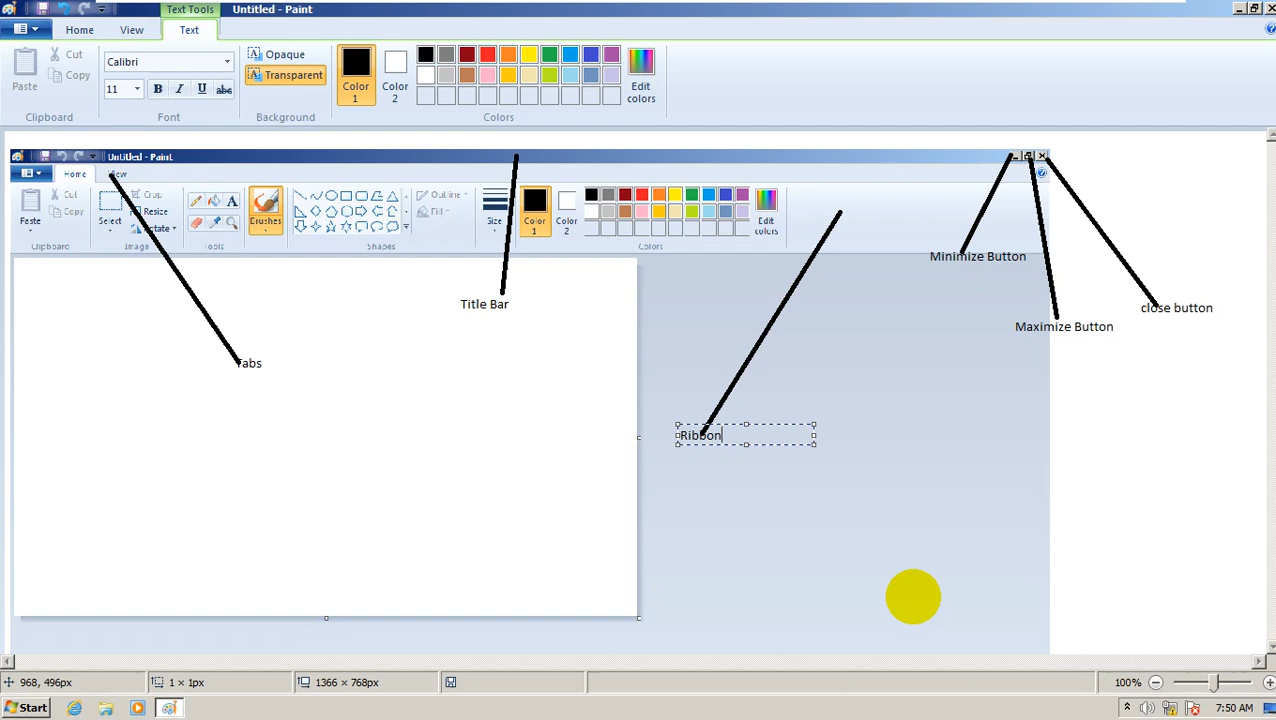 Text Tools
Untitled - Paint
Home
View
Text
Paste
Cut
Copy
Clipboard
Calibri
11
B
I
U
abc
Font
Opaque
Transparent
Background
Color 1
Color 2
Edit colors
Colors
Untitled - Paint
Home
View
Paste
Cut
Copy
Clipboard
Select
Crop
Resize
Rotate
Image
A
Tools
Brushes
Shapes
Outline
Fill
Size
Color 1
Color 2
Edit colors
Colors
Minimize Button
Title Bar
close button
Maximize Button
Tabs
Ribbon
968, 496px
1 × 1px
1366 × 768px
100%
Start
7:50 AM